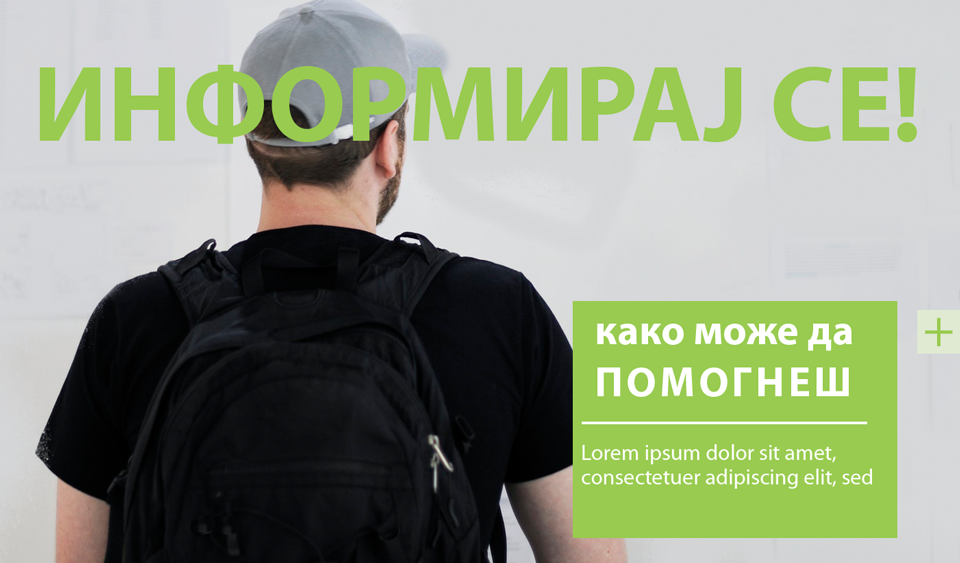 ИНФОРМИРАЈ СЕ!
како може да
ПОМОГНЕШ
Lorem ipsum dolor sit amet,
consectetuer adipiscing elit, sed